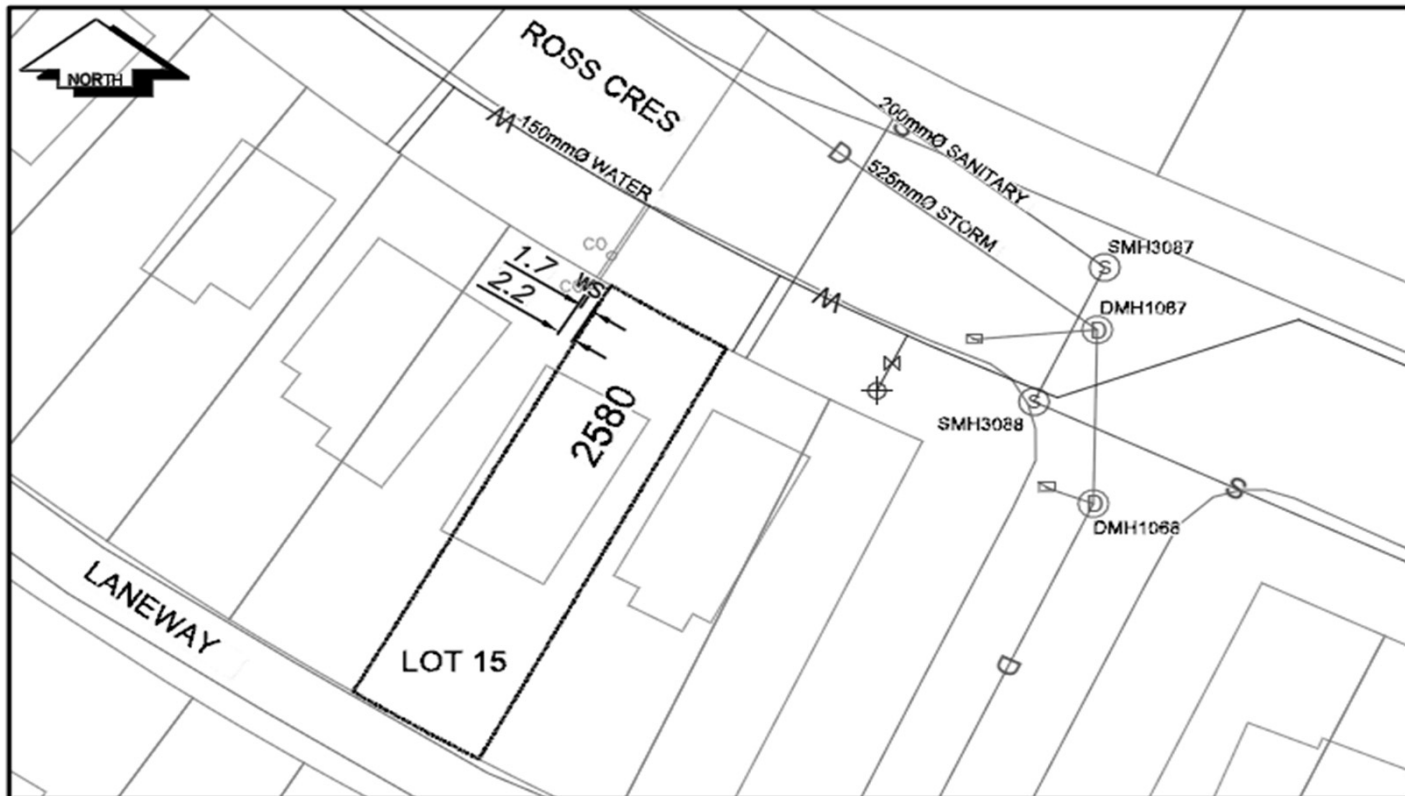 NORTH
ROSS CRES
W
150mmØ WATER
200mmØ SANITARY
S
D
525mmØ STORM
SMH3087
S
DMH1067
D
CO
1.7
WS
CO
2.2
W
2580
SMH3088
S
S
D
DMH1068
LANEWAY
LOT 15
D